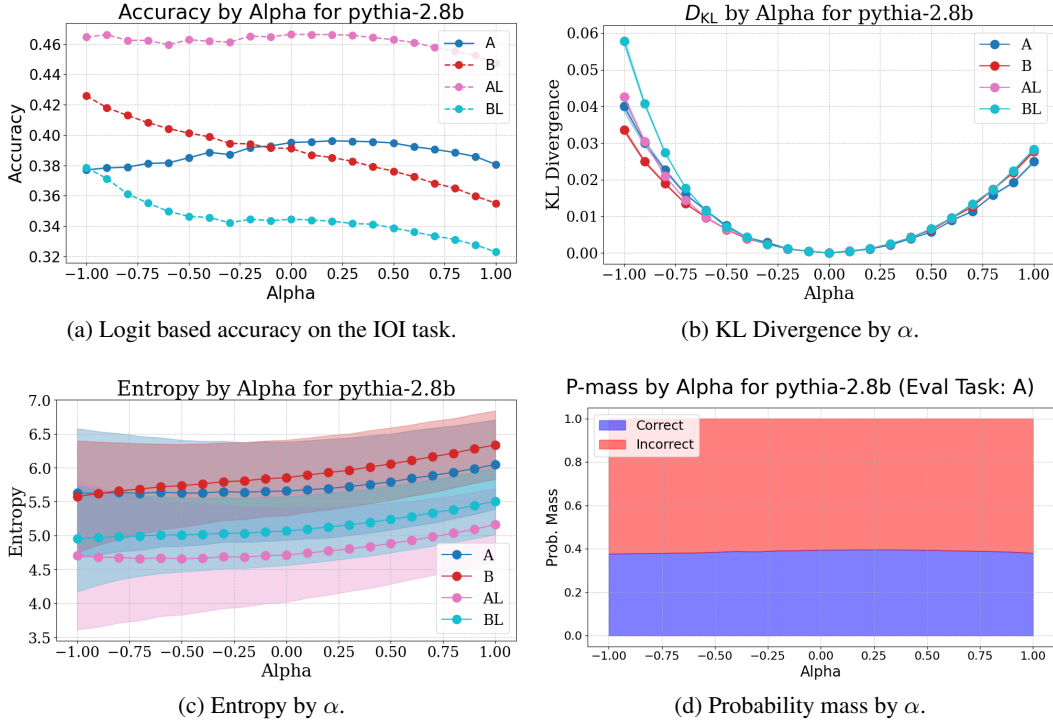 Accuracy by Alpha for pythia-2.8b
0.46
0.44
0.42
0.40
0.38
0.36
0.34
0.32
Accuracy
A
B
AL
BL
−1.00 −0.75 −0.50 −0.25 0.00 0.25 0.50 0.75 1.00
Alpha
(a) Logit based accuracy on the IOI task.
D_KL by Alpha for pythia-2.8b
0.06
0.05
0.04
0.03
0.02
0.01
0.00
KL Divergence
A
B
AL
BL
−1.00 −0.75 −0.50 −0.25 0.00 0.25 0.50 0.75 1.00
Alpha
(b) KL Divergence by α.
Entropy by Alpha for pythia-2.8b
7.0
6.5
6.0
5.5
5.0
4.5
4.0
3.5
Entropy
A
B
AL
BL
−1.00 −0.75 −0.50 −0.25 0.00 0.25 0.50 0.75 1.00
Alpha
(c) Entropy by α.
P-mass by Alpha for pythia-2.8b (Eval Task: A)
1.0
0.8
0.6
0.4
0.2
0.0
Prob. Mass
Correct
Incorrect
−1.00 −0.75 −0.50 −0.25 0.00 0.25 0.50 0.75 1.00
Alpha
(d) Probability mass by α.